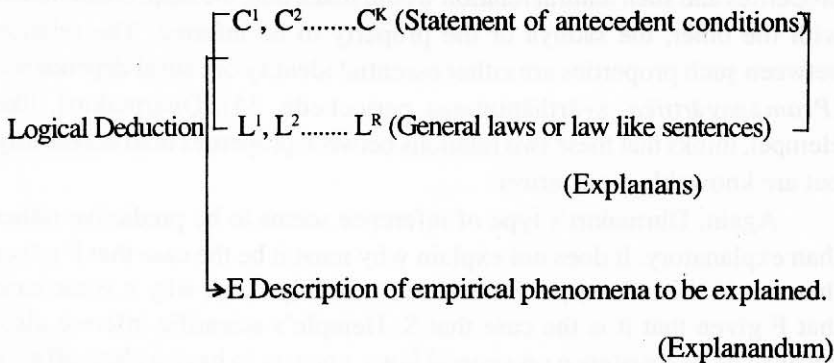 C¹, C².......Cᴷ (Statement of antecedent conditions)
Logical Deduction L¹, L²........ Lᴿ (General laws or law like sentences)
(Explanans)
E Description of empirical phenomena to be explained.
(Explanandum)